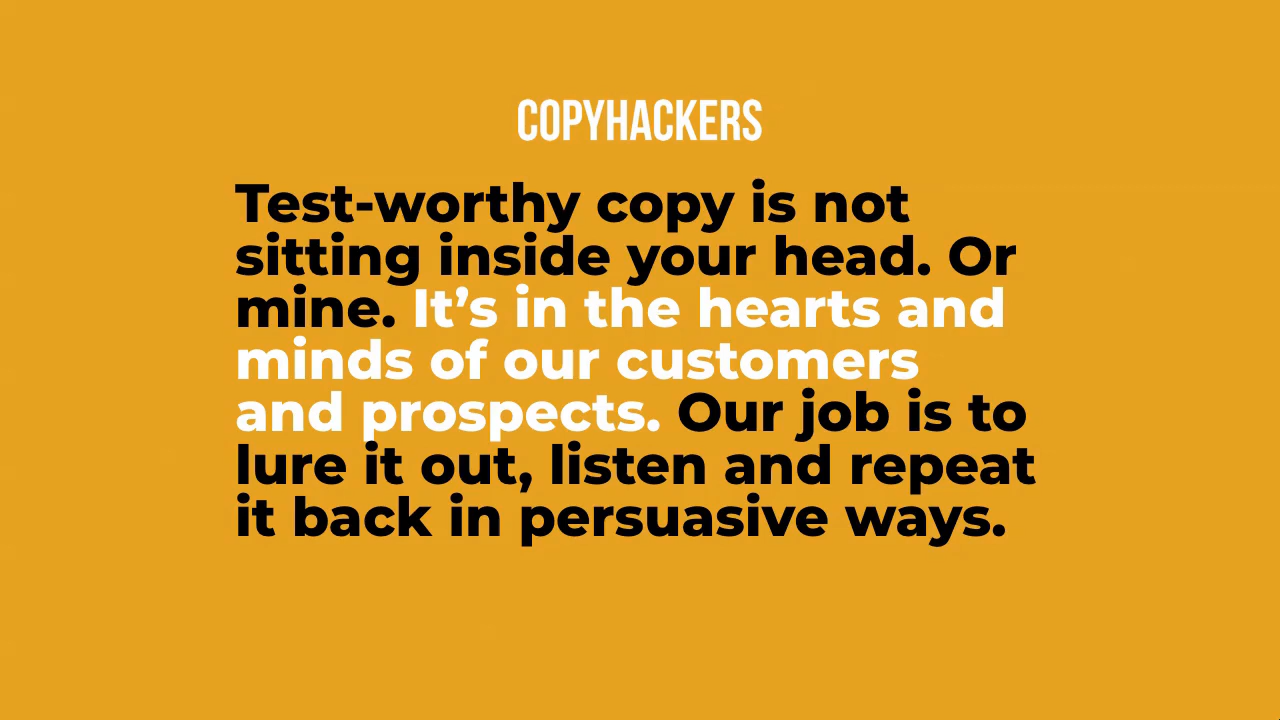 COPYHACKERS
Test-worthy copy is not
sitting inside your head. Or
mine. It’s in the hearts and
minds of our customers
and prospects. Our job is to
lure it out, listen and repeat
it back in persuasive ways.